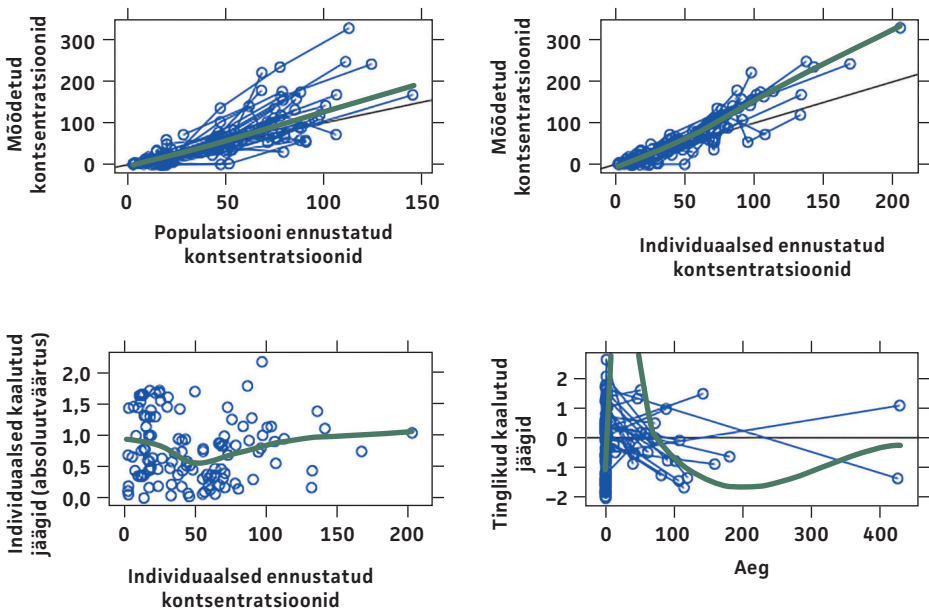 Mõõdetud
kontsentratsioonid
300
200
100
0
0
50
100
150
Populatsiooni ennustatud
kontsentratsioonid
Mõõdetud
kontsentratsioonid
300
200
100
0
0
50
100
150
200
Individuaalsed ennustatud
kontsentratsioonid
Individuaalsed kaalutud
jäägid (absoluutväärtus)
2,0
1,5
1,0
0,5
0,0
0
50
100
150
200
Individuaalsed ennustatud
kontsentratsioonid
Tinglikud kaalutud
jäägid
2
1
0
–1
–2
0
100
200
300
400
Aeg